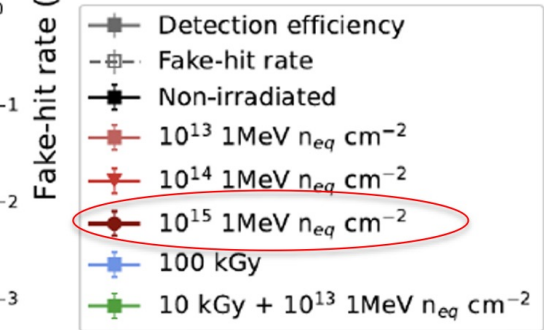 Fake-hit rate (
-1
-2
-3
Detection efficiency
Fake-hit rate
Non-irradiated
10¹³ 1MeV n_eq cm⁻²
10¹⁴ 1MeV n_eq cm⁻²
10¹⁵ 1MeV n_eq cm⁻²
100 kGy
10 kGy + 10¹³ 1MeV n_eq cm⁻²